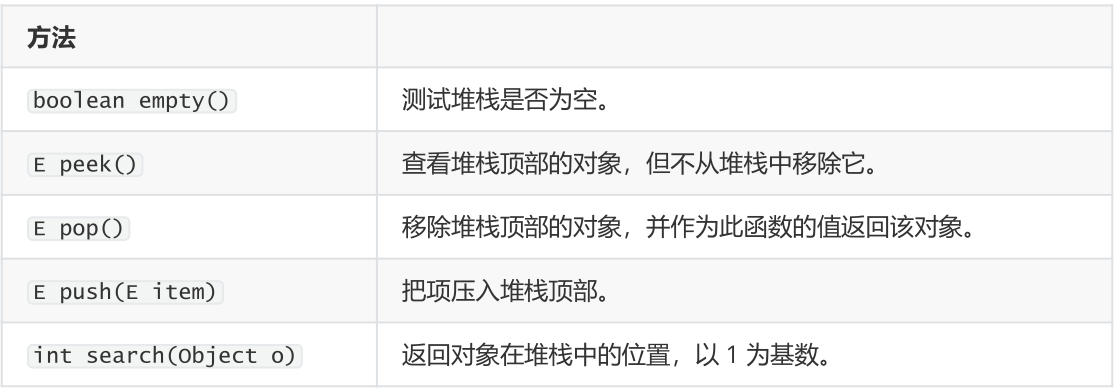 方法
boolean empty() 测试堆栈是否为空。
E peek() 查看堆栈顶部的对象，但不从堆栈中移除它。
E pop() 移除堆栈顶部的对象，并作为此函数的值返回该对象。
E push(E item) 把项压入堆栈顶部。
int search(Object o) 返回对象在堆栈中的位置，以 1 为基数。